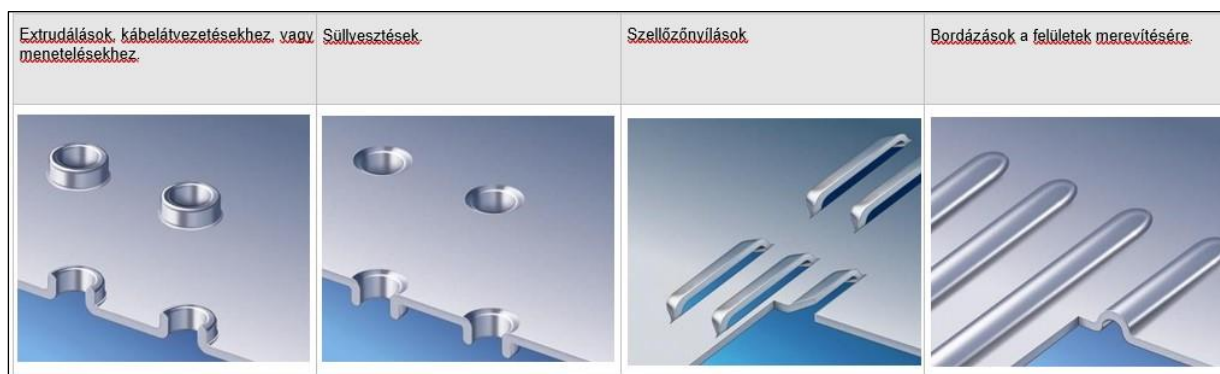 Extrudálások, kábelátvezetésekhez, vagy
menetelésekhez.
Süllyesztések.
Szellőzőnyílások
Bordázások a felületek merevítésére.